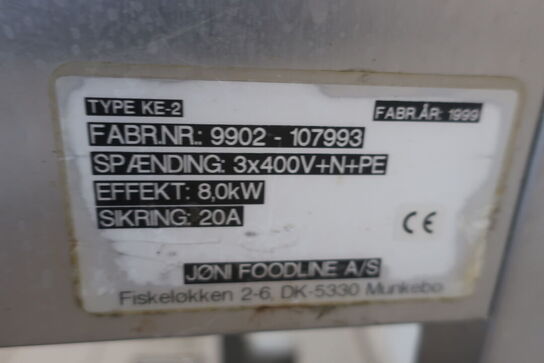 TYPE KE-2
FABR.ÅR: 1999
FABR.NR.: 9902 - 107993
SPÆNDING: 3x400V+N+PE
EFFEKT: 8,0kW
SIKRING: 20A
CE
JØNI FOODLINE A/S
Fiskeløkken 2-6, DK-5330 Munkebo